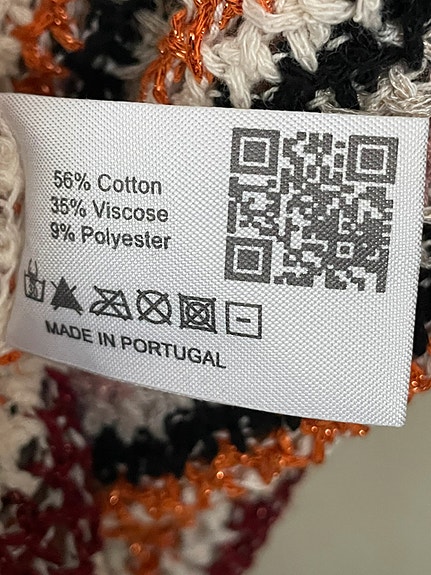 56% Cotton
35% Viscose
9% Polyester
MADE IN PORTUGAL